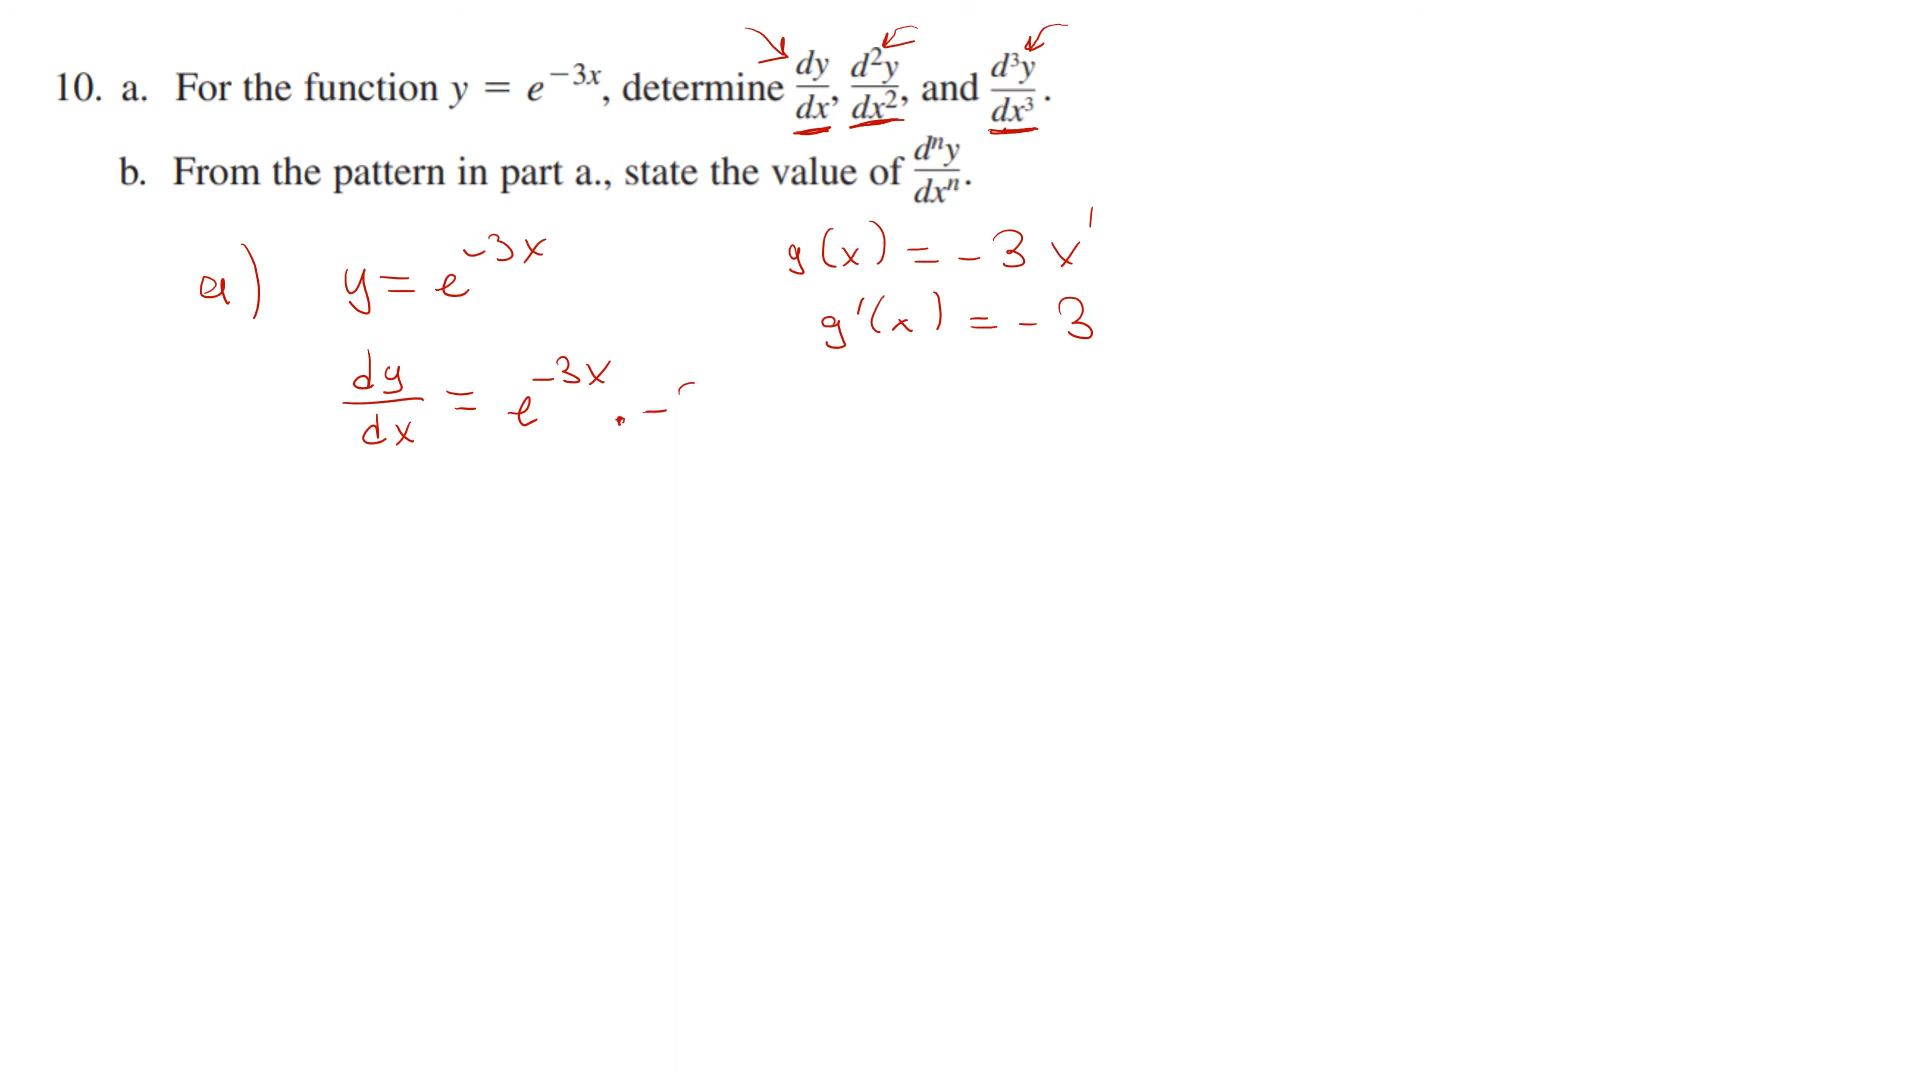 10. a. For the function y = e^{-3x}, determine dy/dx, d²y/dx², and d³y/dx³.
b. From the pattern in part a., state the value of dⁿy/dxⁿ.
a) y = e^{-3x}
g(x) = -3x¹
g'(x) = -3
dy/dx = e^{-3x} · -